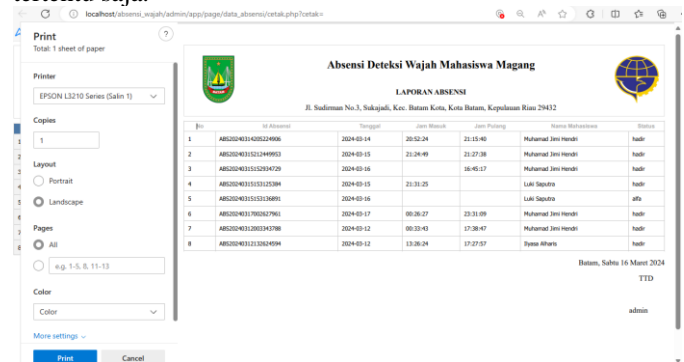 tertentu saja.
localhost/absensi_wajah/admin/app/page/data_absensi/cetak.php?cetak=
Print
?
Total: 1 sheet of paper
Printer
EPSON L3210 Series (Salin 1)
Copies
1
Layout
Portrait
Landscape
Pages
All
e.g. 1-5, 8, 11-13
Color
Color
More settings
Print Cancel
Absensi Deteksi Wajah Mahasiswa Magang
LAPORAN ABSENSI
Jl. Sudirman No.3, Sukajadi, Kec. Batam Kota, Kota Batam, Kepulauan Riau 29432
No Id Absensi Tanggal Jam Masuk Jam Pulang Nama Mahasiswa Status
1 ABS20240314205224906 2024-03-14 20:52:24 21:15:40 Muhamad Jimi Hendri hadir
2 ABS20240315212449953 2024-03-15 21:24:49 21:27:38 Muhamad Jimi Hendri hadir
3 ABS20240315152934729 2024-03-16 16:45:17 Muhamad Jimi Hendri hadir
4 ABS20240315153125384 2024-03-15 21:31:25 Luki Saputra hadir
5 ABS20240315153136891 2024-03-16 Luki Saputra alfa
6 ABS20240317002627961 2024-03-17 00:26:27 23:31:09 Muhamad Jimi Hendri hadir
7 ABS20240312003343788 2024-03-12 00:33:43 17:38:47 Muhamad Jimi Hendri hadir
8 ABS20240312132624594 2024-03-12 13:26:24 17:27:57 Ilyasa Alharis hadir
Batam, Sabtu 16 Maret 2024
TTD
admin